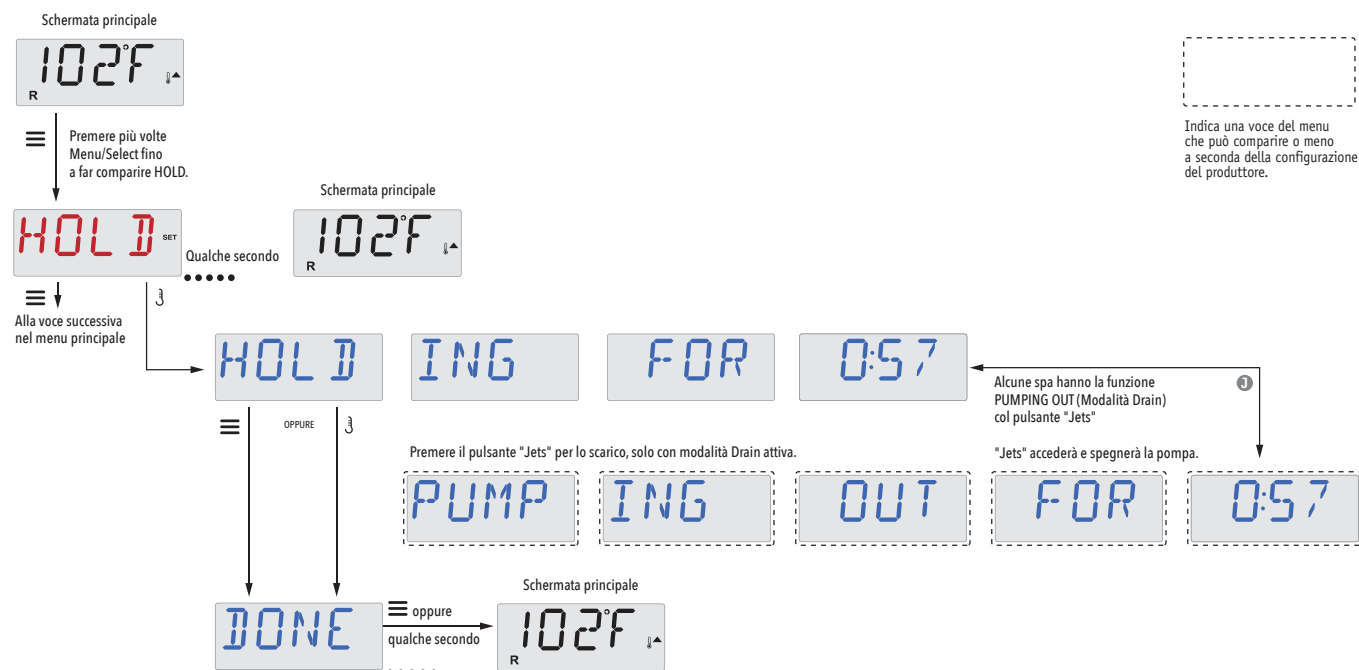 Schermata principale
102°F
R
Premere più volte
Menu/Select fino
a far comparire HOLD.
Indica una voce del menu
che può comparire o meno
a seconda della configurazione
del produttore.
HOLD SET
Qualche secondo
Schermata principale
102°F
R
Alla voce successiva
nel menu principale
HOLD ING FOR 0:57
Alcune spa hanno la funzione
PUMPING OUT (Modalità Drain)
col pulsante "Jets"
J
OPPURE
Premere il pulsante "Jets" per lo scarico, solo con modalità Drain attiva.
"Jets" accederà e spegnerà la pompa.
PUMP ING OUT FOR 0:57
DONE
oppure
qualche secondo
Schermata principale
102°F
R